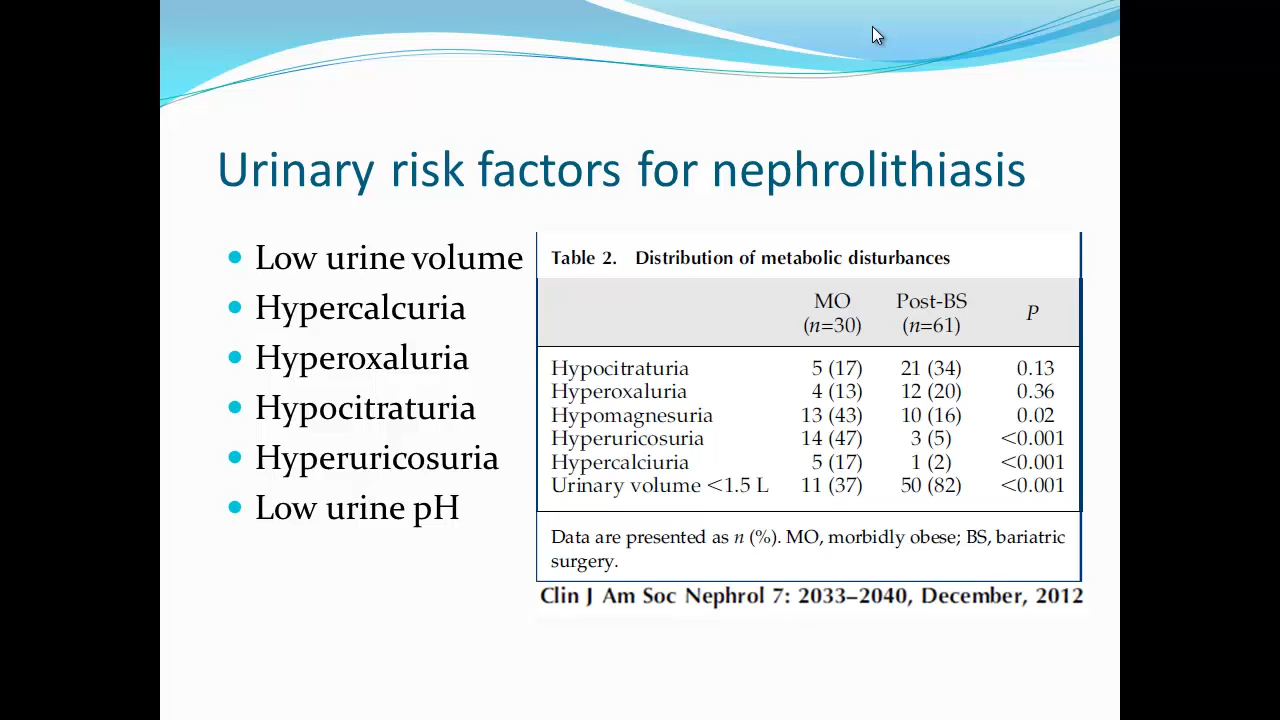 Urinary risk factors for nephrolithiasis
Low urine volume
Hypercalcuria
Hyperoxaluria
Hypocitraturia
Hyperuricosuria
Low urine pH
Table 2. Distribution of metabolic disturbances
MO Post-BS
(n=30) (n=61) P
Hypocitraturia 5 (17) 21 (34) 0.13
Hyperoxaluria 4 (13) 12 (20) 0.36
Hypomagnesuria 13 (43) 10 (16) 0.02
Hyperuricosuria 14 (47) 3 (5) <0.001
Hypercalciuria 5 (17) 1 (2) <0.001
Urinary volume <1.5 L 11 (37) 50 (82) <0.001
Data are presented as n (%). MO, morbidly obese; BS, bariatric
surgery.
Clin J Am Soc Nephrol 7: 2033–2040, December, 2012